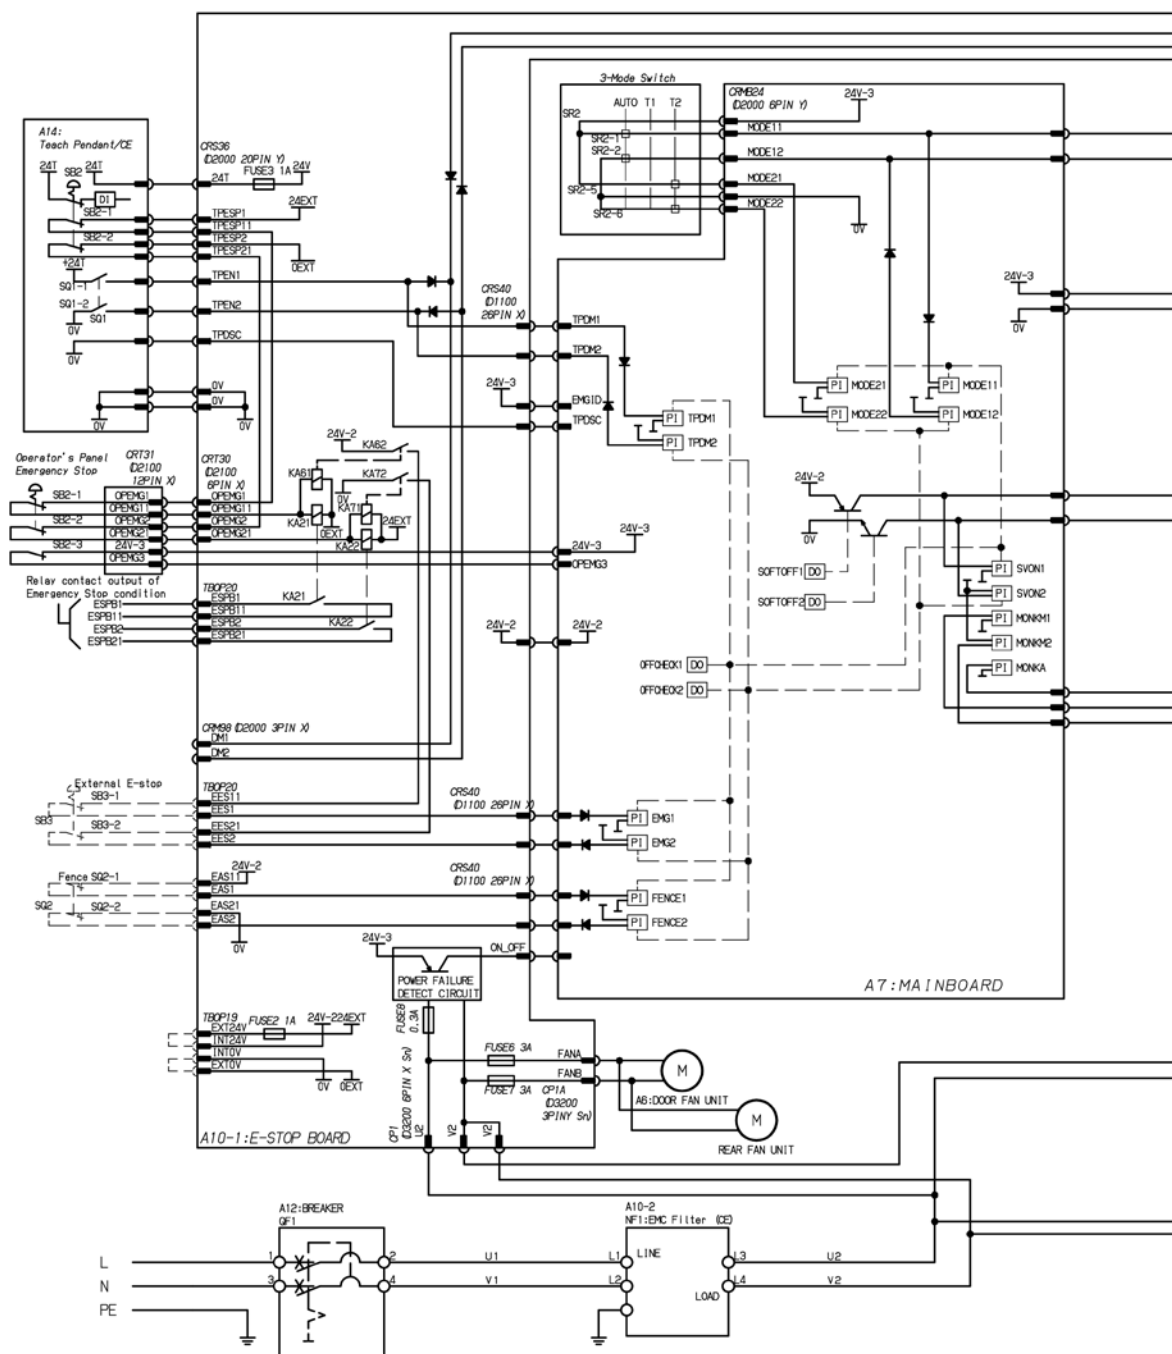 3-Mode Switch
AUTO T1 T2
SR2
SR2-1
SR2-2
SR2-5
SR2-6
CRMB24
(D2000 6PIN Y)
24V-3
MODE11
MODE12
MODE21
MODE22
0V
A14:
Teach Pendant/CE
24T
SB2
24T
DI
SB2-1
SB2-2
+24T
SQ1-1
SQ1-2
SQ1
0V
0V
0V
CRS36
(D2000 20PIN Y)
FUSE3 1A
24V
24T
24EXT
TPESP1
TPESP11
TPESP2
TPESP21
0EXT
TPEN1
TPEN2
TPDSC
0V
0V
0V
CRS40
(D1100
26PIN X)
TPDM1
TPDM2
24V-3
EMGID
TPDSC
PI TPDM1
PI TPDM2
PI MODE21
PI MODE11
PI MODE22
PI MODE12
24V-3
0V
Operator's Panel
Emergency Stop
CRT31
(D2100
12PIN X)
CRT30
(D2100
6PIN X)
SB2-1
SB2-2
SB2-3
OPEMG1
OPEMG11
OPEMG2
OPEMG21
24V-3
OPEMG3
OPEMG1
OPEMG11
OPEMG2
OPEMG21
24V-2
KA62
KA61
KA72
0V
KA71
KA21
0EXT
24EXT
KA22
24V-3
24V-3
OPEMG3
24V-2
0V
SOFTOFF1 DO
SOFTOFF2 DO
PI SVON1
PI SVON2
PI MONKM1
PI MONKM2
PI MONKA
Relay contact output of
Emergency Stop condition
ESPB1
ESPB11
ESPB2
ESPB21
TBOP20
ESPB1
ESPB11
ESPB2
ESPB21
KA21
KA22
24V-2
24V-2
OFFCHECK1 DO
OFFCHECK2 DO
CRM98 (D2000 3PIN X)
DM1
DM2
External E-stop
SB3-1
SB3
SB3-2
TBOP20
EES11
EES1
EES21
EES2
CRS40
(D1100 26PIN X)
PI EMG1
PI EMG2
Fence SQ2-1
SQ2
SQ2-2
24V-2
EAS11
EAS1
EAS21
EAS2
0V
CRS40
(D1100 26PIN X)
PI FENCE1
PI FENCE2
24V-3
ON_OFF
POWER FAILURE
DETECT CIRCUIT
A7:MAINBOARD
TBOP19
EXT24V
INT24V
INT0V
EXT0V
FUSE2 1A
24V-2
24EXT
0V
0EXT
FUSE8
0.3A
FUSE6 3A
FUSE7 3A
FANA
FANB
CP1A
(D3200
3PINY Sn)
M
A6:DOOR FAN UNIT
M
REAR FAN UNIT
CP1
(D3200 6PIN X Sn)
U2
V2
V2
A10-1:E-STOP BOARD
A12:BREAKER
QF1
A10-2
NF1:EMC Filter (CE)
L
1
2
U1
L1
LINE
L3
U2
N
3
4
V1
L2
LOAD
L4
V2
PE